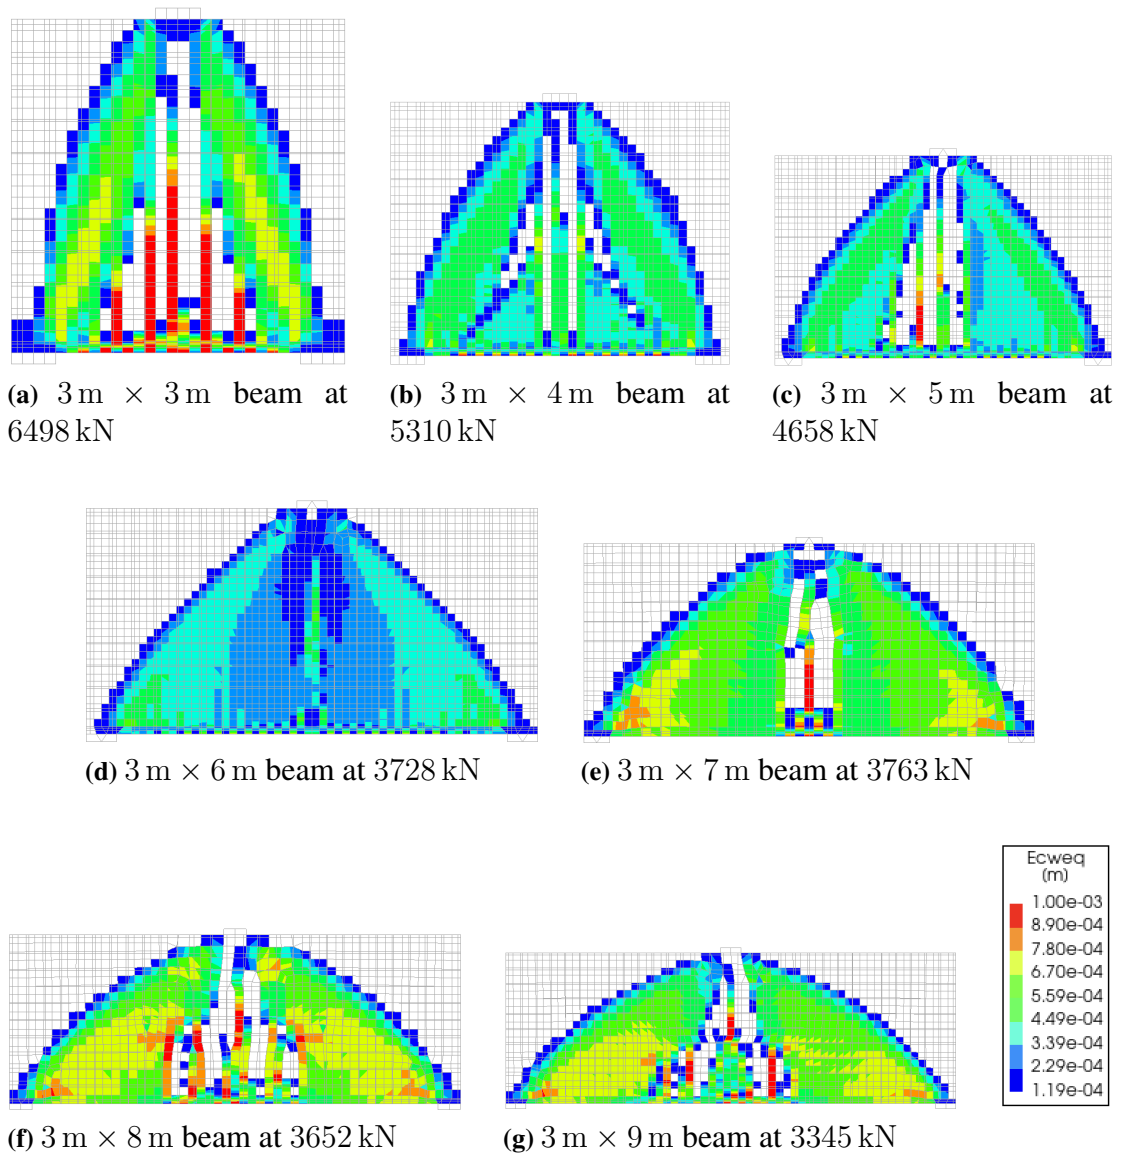 (a) 3 m × 3 m beam at
6498 kN
(b) 3 m × 4 m beam at
5310 kN
(c) 3 m × 5 m beam at
4658 kN
(d) 3 m × 6 m beam at 3728 kN
(e) 3 m × 7 m beam at 3763 kN
Ecweq
(m)
1.00e-03
8.90e-04
7.80e-04
6.70e-04
5.59e-04
4.49e-04
3.39e-04
2.29e-04
1.19e-04
(f) 3 m × 8 m beam at 3652 kN
(g) 3 m × 9 m beam at 3345 kN